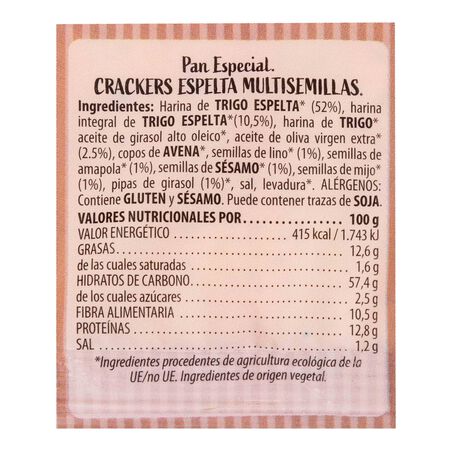 Pan Especial.
CRACKERS ESPELTA MULTISEMILLAS.
Ingredientes: Harina de TRIGO ESPELTA* (52%), harina
integral de TRIGO ESPELTA*(10,5%), harina de TRIGO*
aceite de girasol alto oleico*, aceite de oliva virgen extra*
(2.5%), copos de AVENA*, semillas de lino* (1%), semillas de
amapola* (1%), semillas de SÉSAMO* (1%), semillas de mijo*
(1%), pipas de girasol (1%)*, sal, levadura*. ALÉRGENOS:
Contiene GLUTEN y SÉSAMO. Puede contener trazas de SOJA.
VALORES NUTRICIONALES POR 100 g
VALOR ENERGÉTICO 415 kcal / 1.743 kJ
GRASAS 12,6 g
de las cuales saturadas 1,6 g
HIDRATOS DE CARBONO 57,4 g
de los cuales azúcares 2,5 g
FIBRA ALIMENTARIA 10,5 g
PROTEÍNAS 12,8 g
SAL 1,2 g
*Ingredientes procedentes de agricultura ecológica de la
UE/no UE. Ingredientes de origen vegetal.